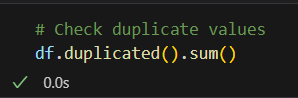 # Check duplicate values
df.duplicated().sum()
✓ 0.0s